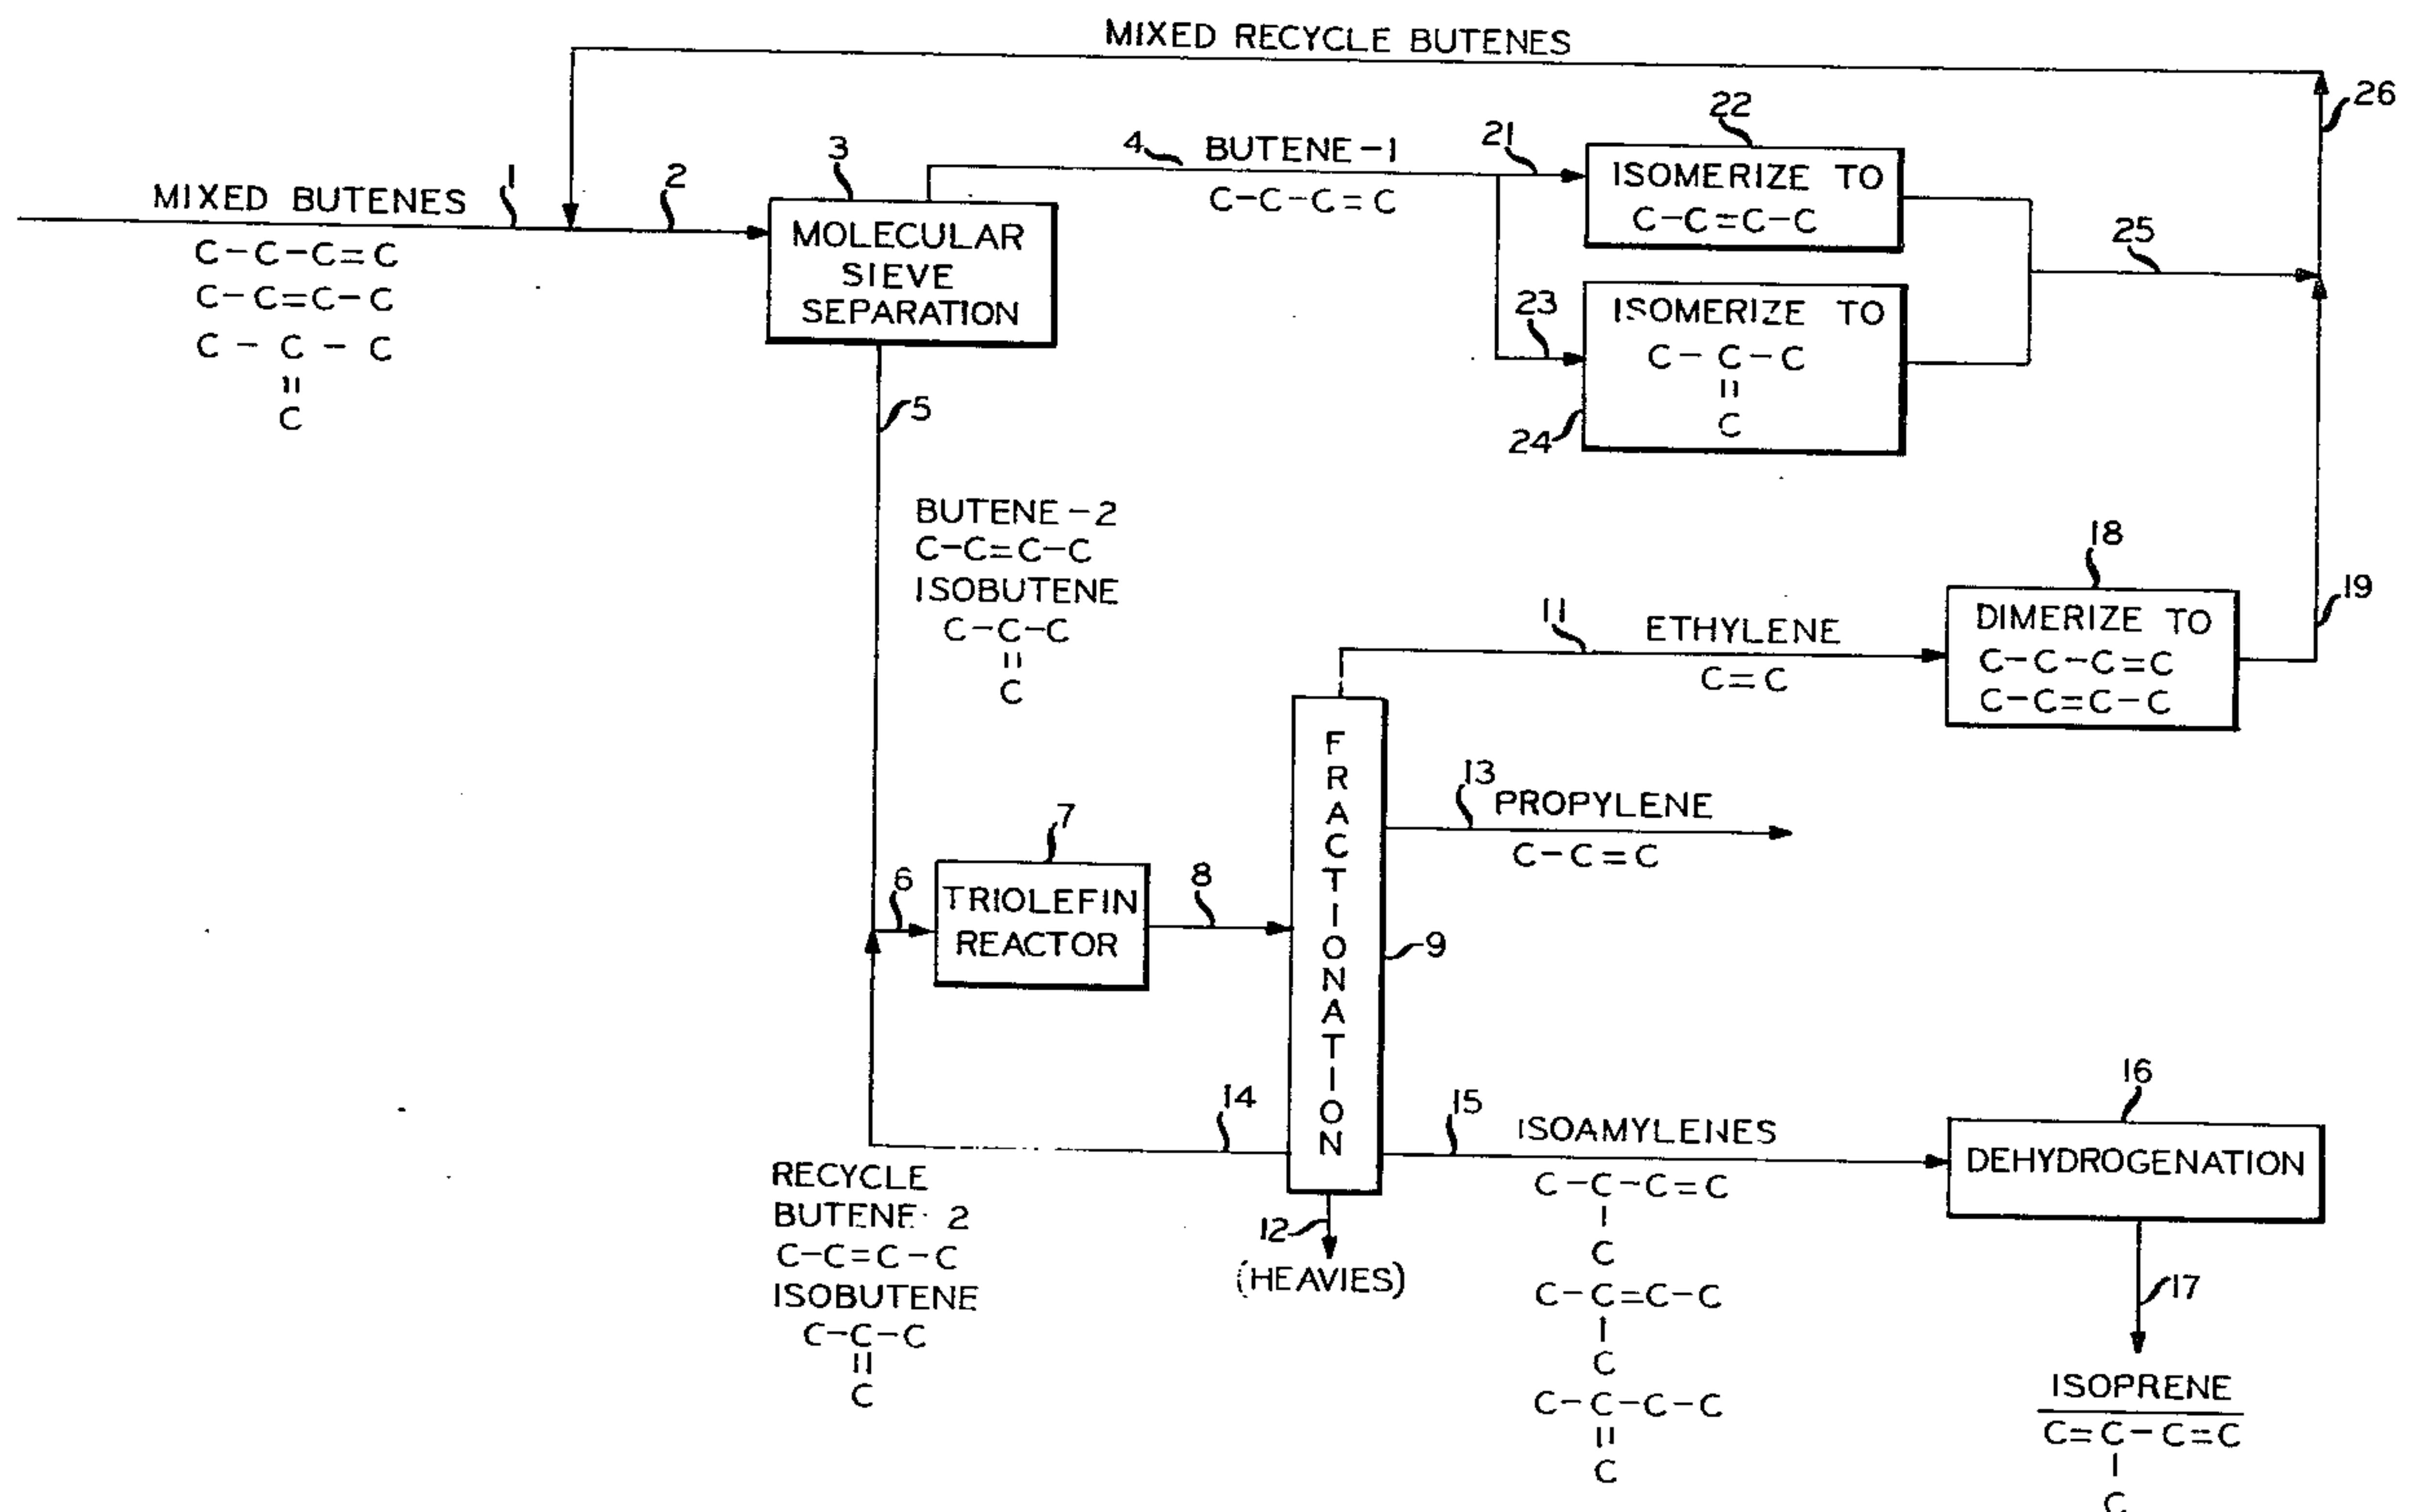 MIXED RECYCLE BUTENES
26
MIXED BUTENES
1
2
C-C-C=C
C-C=C-C
C - C - C
=
C
3
MOLECULAR
SIEVE
SEPARATION
4
BUTENE-1
C-C-C=C
21
22
ISOMERIZE TO
C-C=C-C
23
ISOMERIZE TO
C-C-C
=
C
24
25
5
BUTENE-2
C-C=C-C
ISOBUTENE
C-C-C
=
C
11
ETHYLENE
C=C
18
DIMERIZE TO
C-C-C=C
C-C=C-C
19
6
7
TRIOLEFIN
REACTOR
8
FRACTIONATION
9
13
PROPYLENE
C-C=C
14
RECYCLE
BUTENE 2
C-C=C-C
ISOBUTENE
C-C-C
=
C
12
(HEAVIES)
15
ISOAMYLENES
C-C-C=C
|
C
C-C=C-C
|
C
C-C-C-C
=
C
16
DEHYDROGENATION
17
ISOPRENE
C=C-C=C
|
C